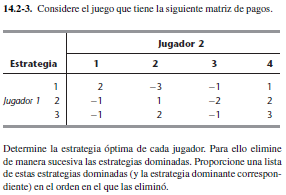 14.2-3. Considere el juego que tiene la siguiente matriz de pagos.
Jugador 2
Estrategia 1 2 3 4
1 2 −3 −1 1
Jugador 1 2 −1 1 −2 2
3 −1 2 −1 3
Determine la estrategia óptima de cada jugador. Para ello elimine
de manera sucesiva las estrategias dominadas. Proporcione una lista
de estas estrategias dominadas (y la estrategia dominante correspon-
diente) en el orden en el que las eliminó.